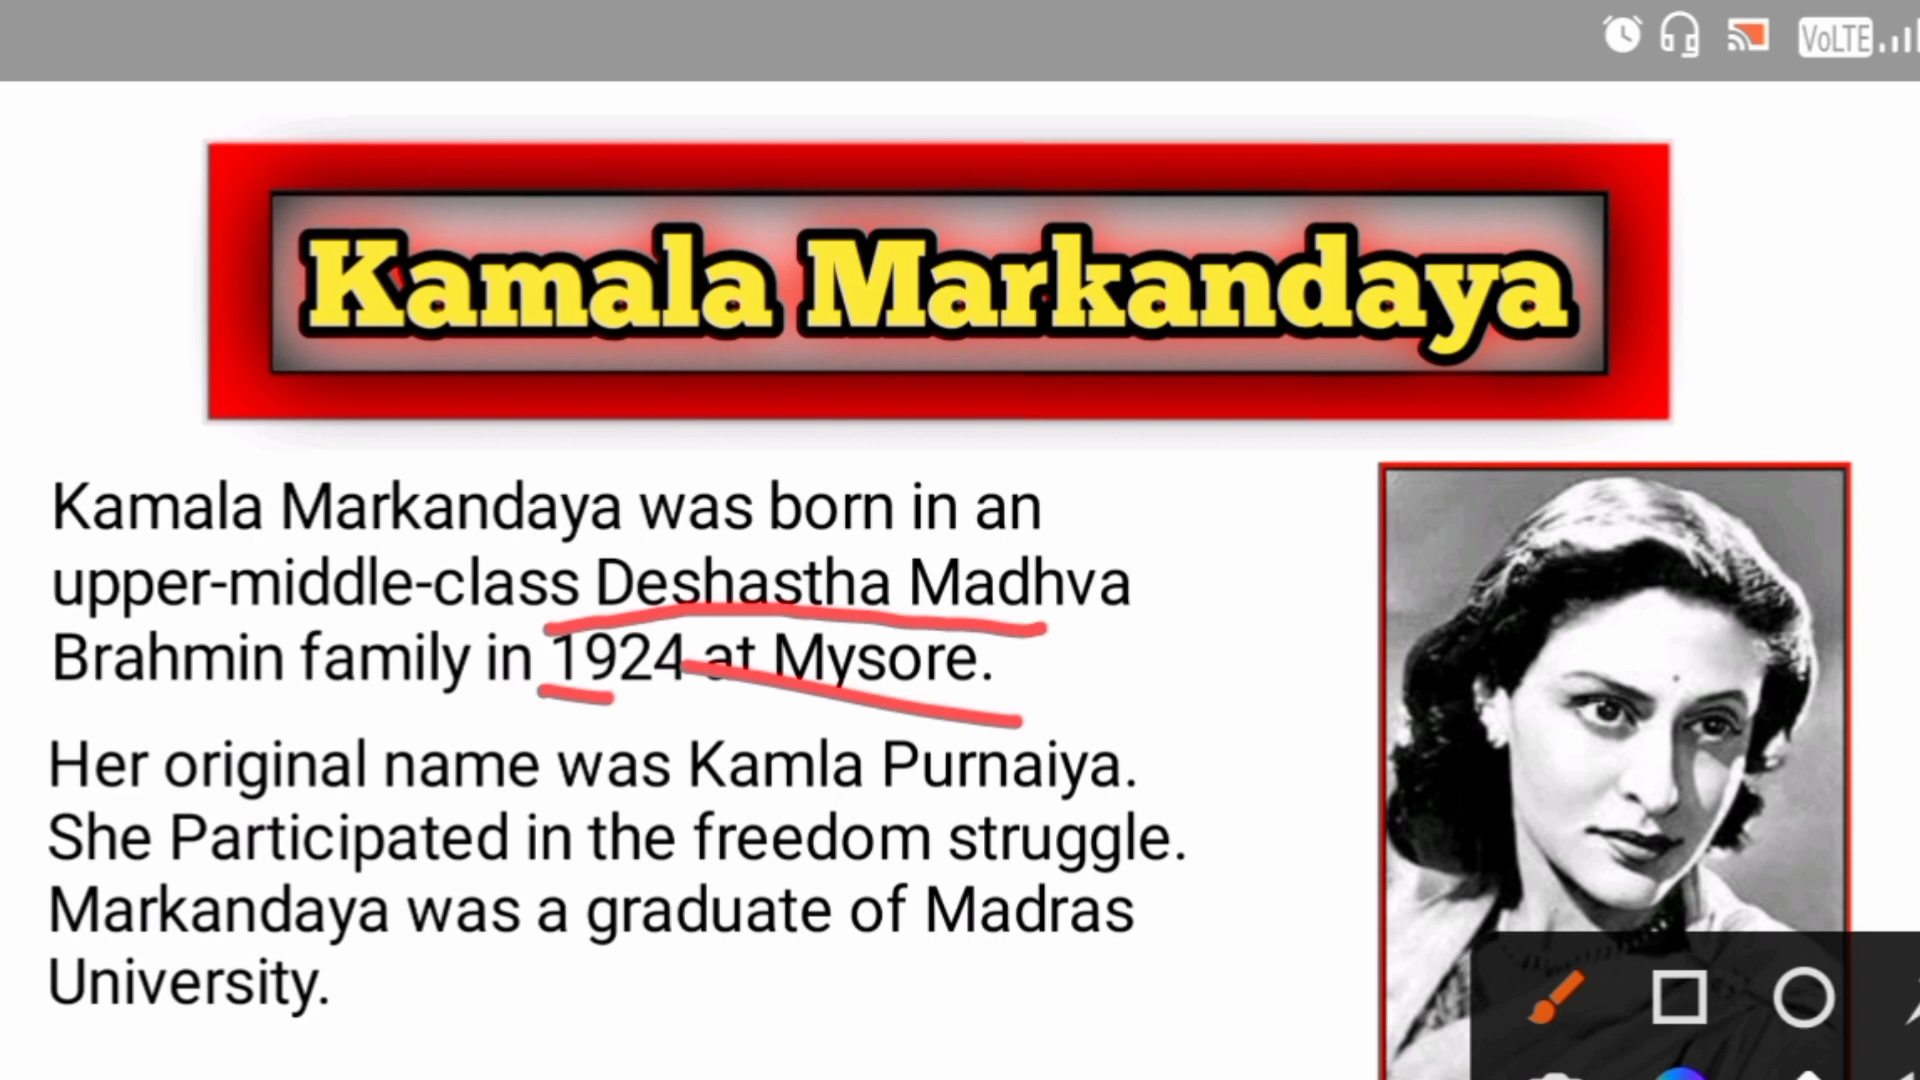 VoLTE
Kamala Markandaya
Kamala Markandaya was born in an
upper-middle-class Deshastha Madhva
Brahmin family in 1924 at Mysore.
Her original name was Kamla Purnaiya.
She Participated in the freedom struggle.
Markandaya was a graduate of Madras
University.